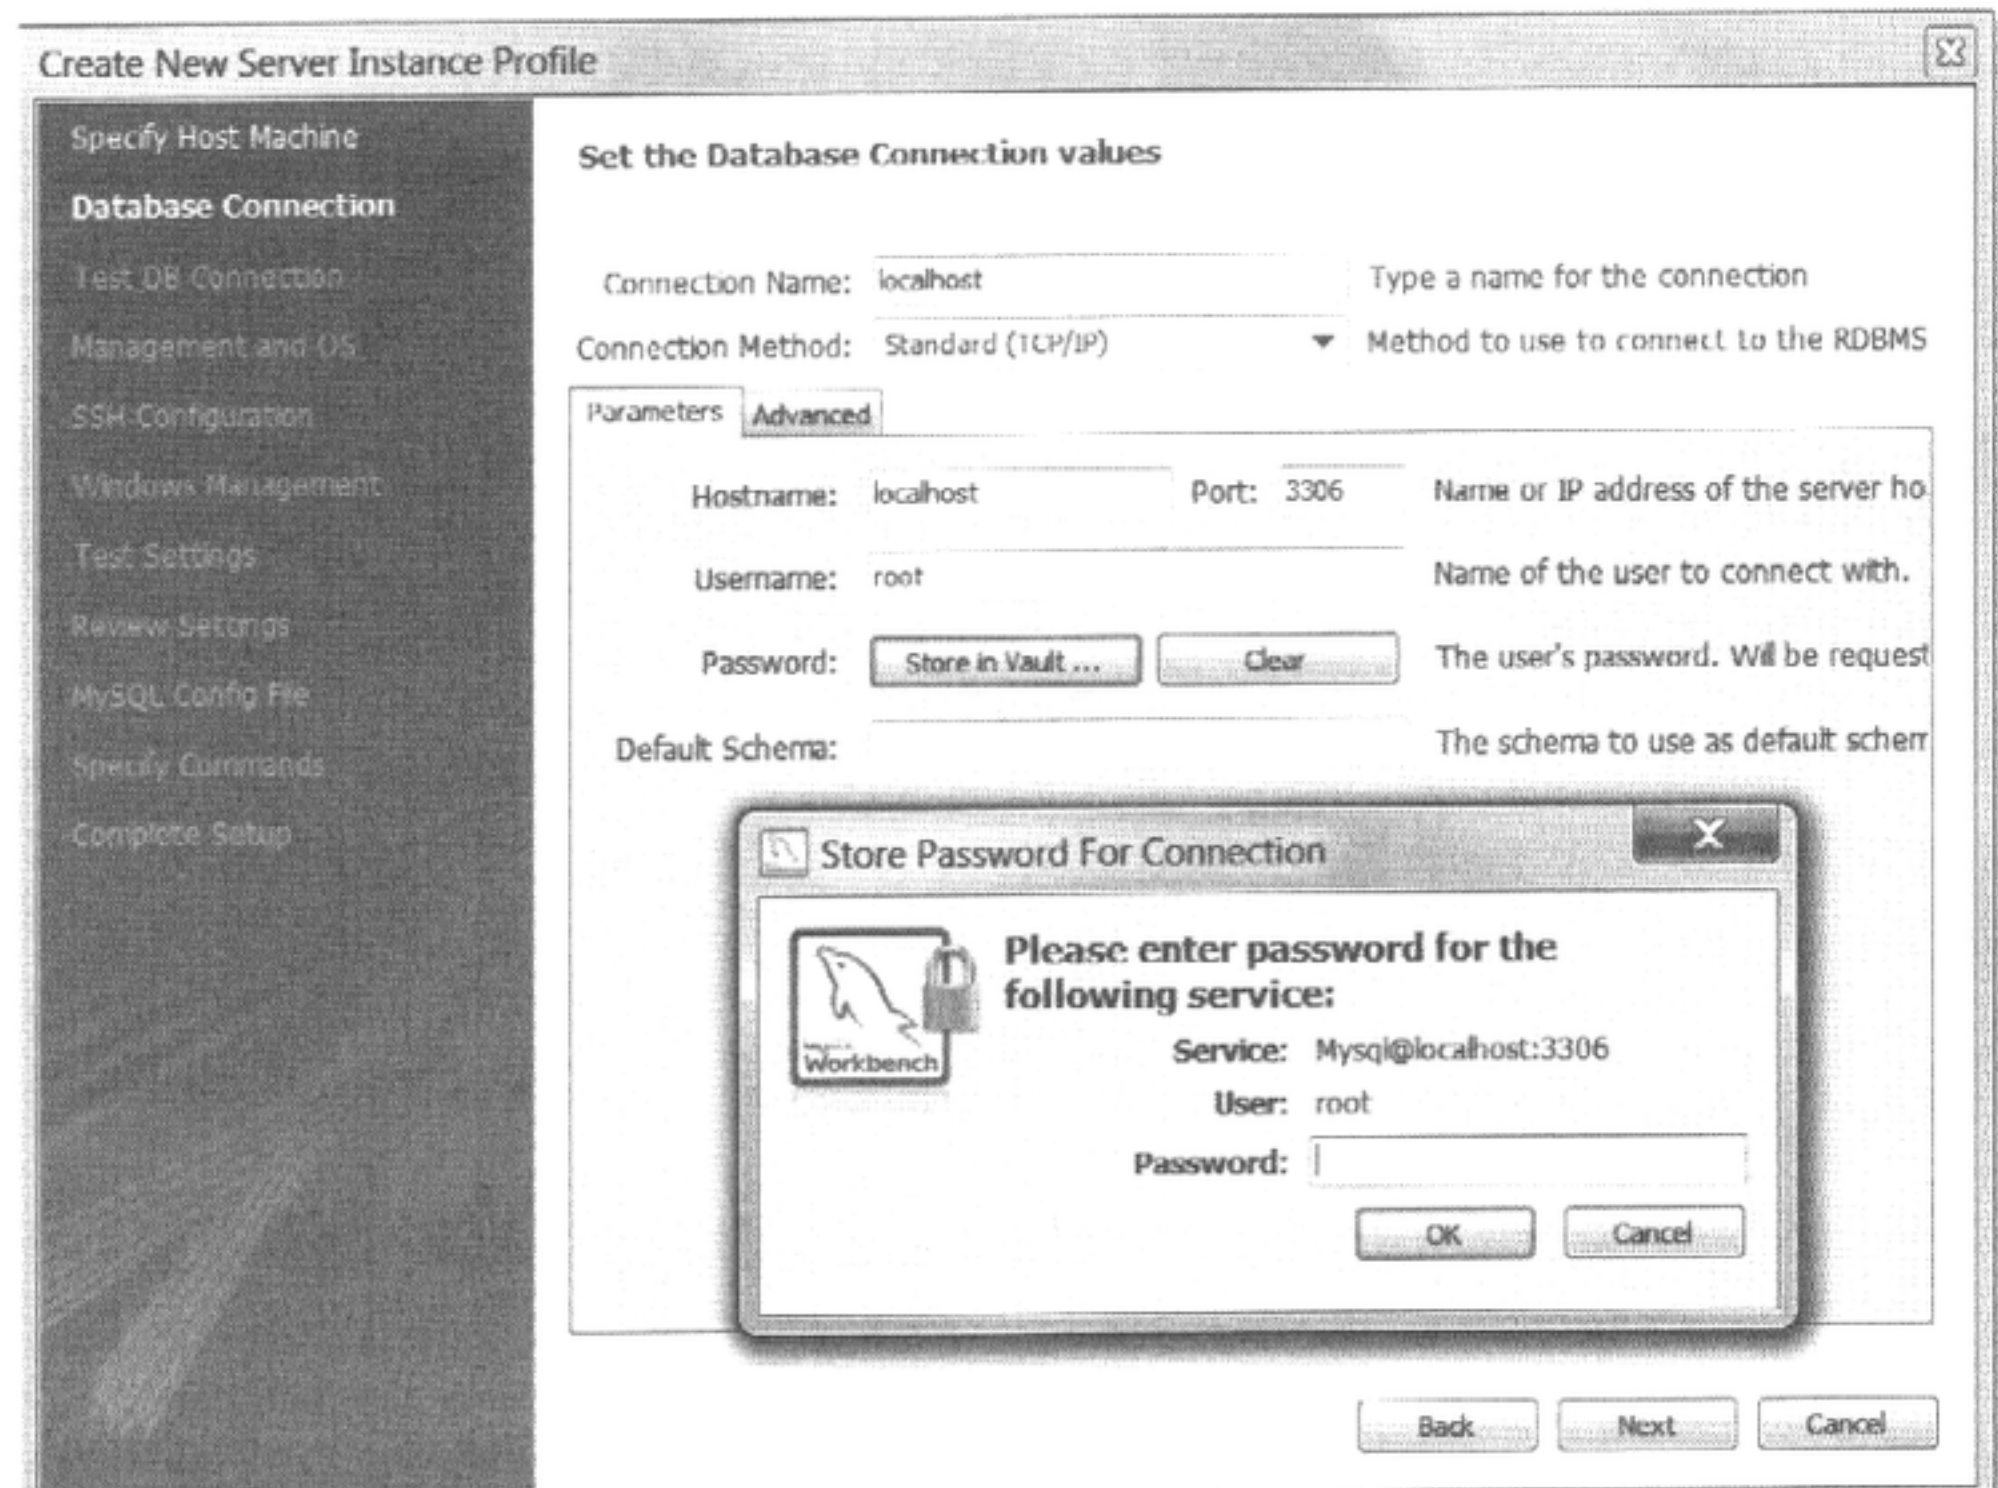 Create New Server Instance Profile
Specify Host Machine
Database Connection
Test DB Connection
Management and OS
SSH Configuration
Windows Management
Test Settings
Review Settings
MySQL Config File
Specify Commands
Complete Setup
Set the Database Connection values
Connection Name: localhost Type a name for the connection
Connection Method: Standard (TCP/IP) Method to use to connect to the RDBMS
Parameters Advanced
Hostname: localhost Port: 3306 Name or IP address of the server ho
Username: root Name of the user to connect with.
Password: Store in Vault ... Clear The user's password. Will be request
Default Schema: The schema to use as default schem
Store Password For Connection
Please enter password for the
following service:
Workbench
Service: Mysql@localhost:3306
User: root
Password:
OK Cancel
Back Next Cancel